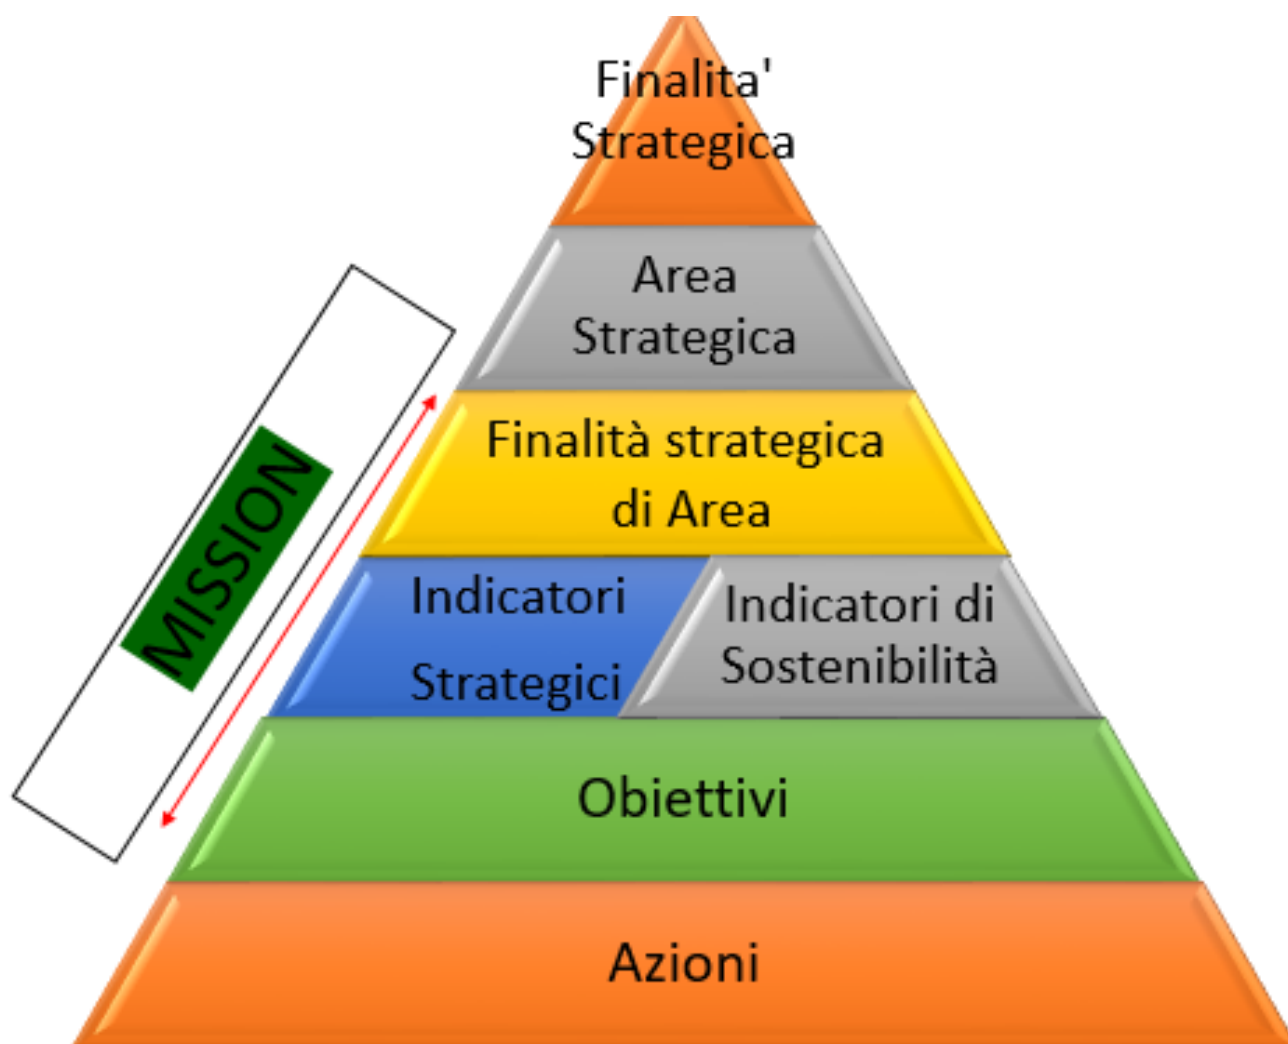 Finalita'
Strategica
Area
Strategica
Finalità strategica
di Area
MISSION
Indicatori
Strategici
Indicatori di
Sostenibilità
Obiettivi
Azioni